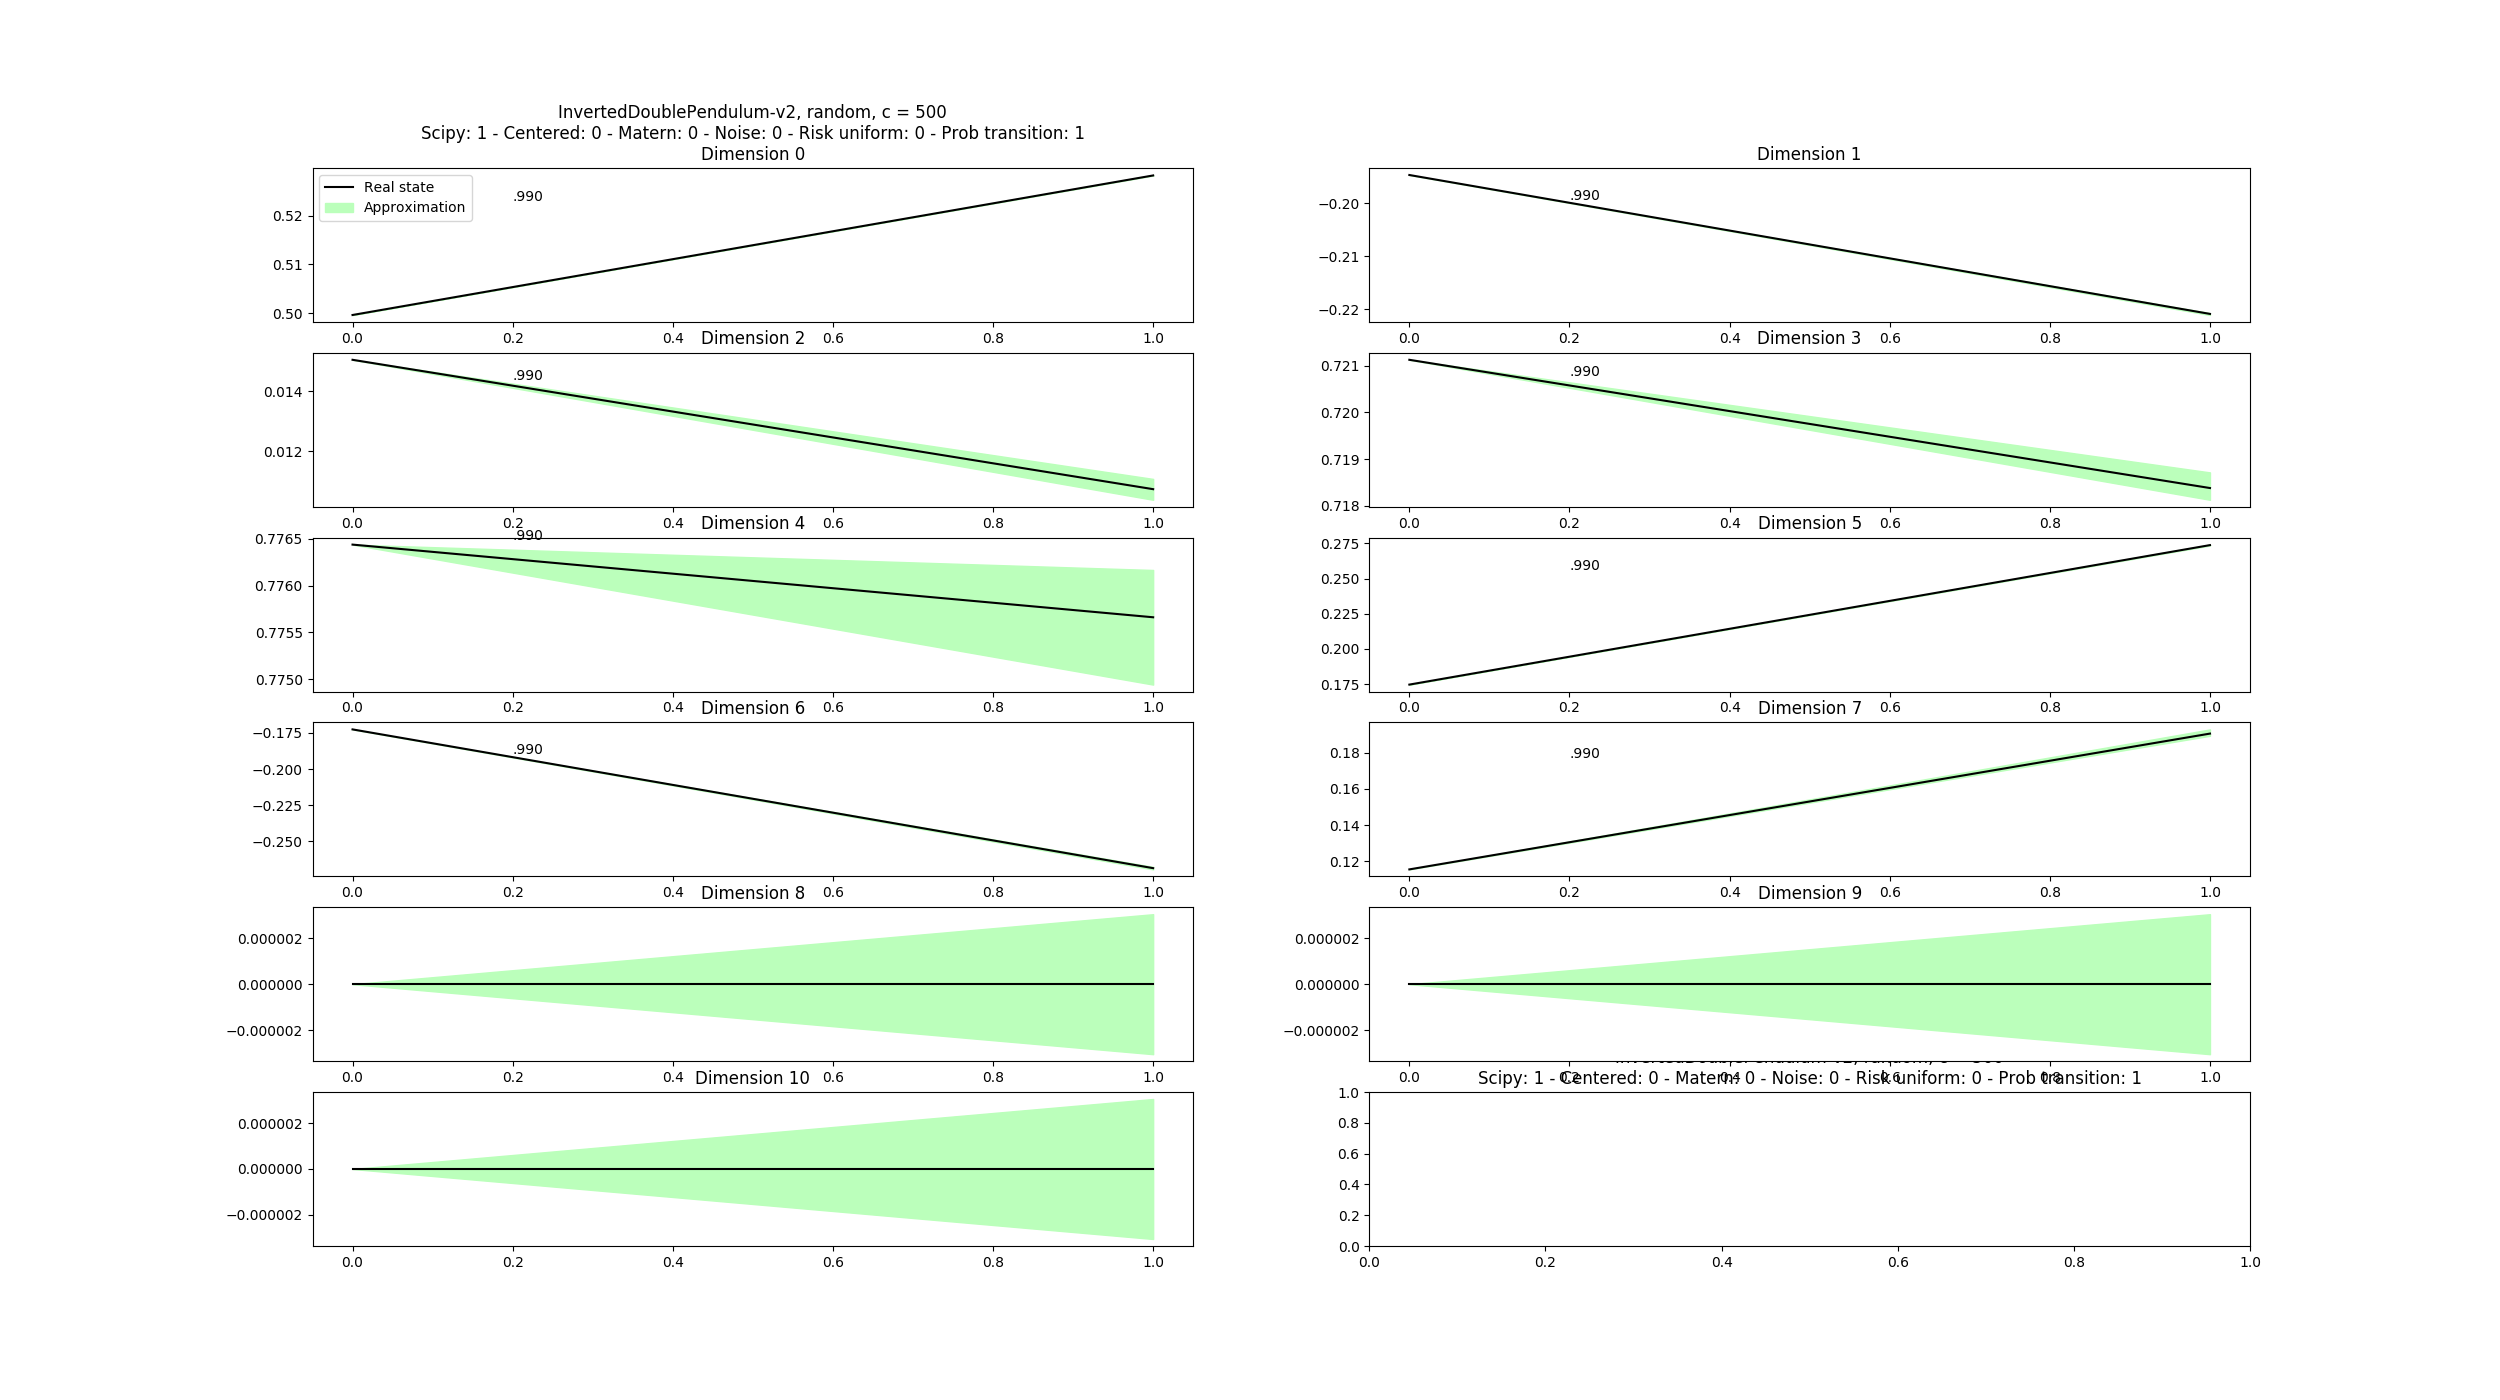 InvertedDoublePendulum-v2, random, c = 500
Scipy: 1 - Centered: 0 - Matern: 0 - Noise: 0 - Risk uniform: 0 - Prob transition: 1
Dimension 0
Real state
Approximation
.990
0.52
0.51
0.50
0.0 0.2 0.4 0.6 0.8 1.0
Dimension 1
.990
−0.20
−0.21
−0.22
0.0 0.2 0.4 0.6 0.8 1.0
Dimension 2
.990
0.014
0.012
0.0 0.2 0.4 0.6 0.8 1.0
Dimension 3
.990
0.721
0.720
0.719
0.718
0.0 0.2 0.4 0.6 0.8 1.0
Dimension 4
.990
0.7765
0.7760
0.7755
0.7750
0.0 0.2 0.4 0.6 0.8 1.0
Dimension 5
.990
0.275
0.250
0.225
0.200
0.175
0.0 0.2 0.4 0.6 0.8 1.0
Dimension 6
.990
−0.175
−0.200
−0.225
−0.250
0.0 0.2 0.4 0.6 0.8 1.0
Dimension 7
.990
0.18
0.16
0.14
0.12
0.0 0.2 0.4 0.6 0.8 1.0
Dimension 8
0.000002
0.000000
−0.000002
0.0 0.2 0.4 0.6 0.8 1.0
Dimension 9
0.000002
0.000000
−0.000002
0.0 0.2 0.4 0.6 0.8 1.0
Dimension 10
0.000002
0.000000
−0.000002
0.0 0.2 0.4 0.6 0.8 1.0
Scipy: 1 - Centered: 0 - Matern: 0 - Noise: 0 - Risk uniform: 0 - Prob transition: 1
1.0
0.8
0.6
0.4
0.2
0.0
0.0 0.2 0.4 0.6 0.8 1.0